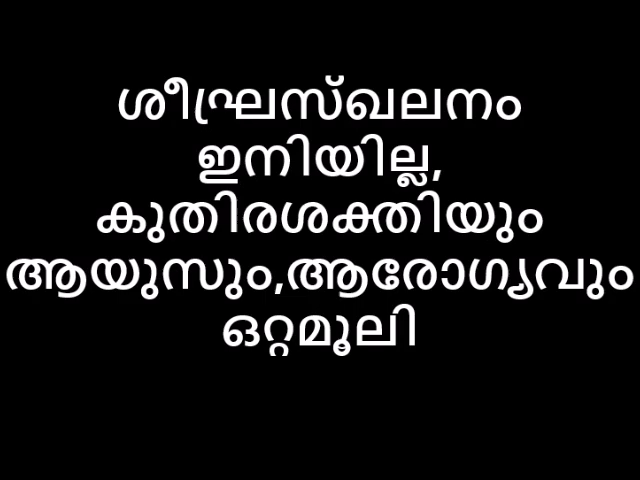 ശീഘ്രസ്ഖലനം
ഇനിയില്ല,
കുതിരശക്തിയും
ആയുസും,ആരോഗ്യവും
ഒറ്റമൂലി